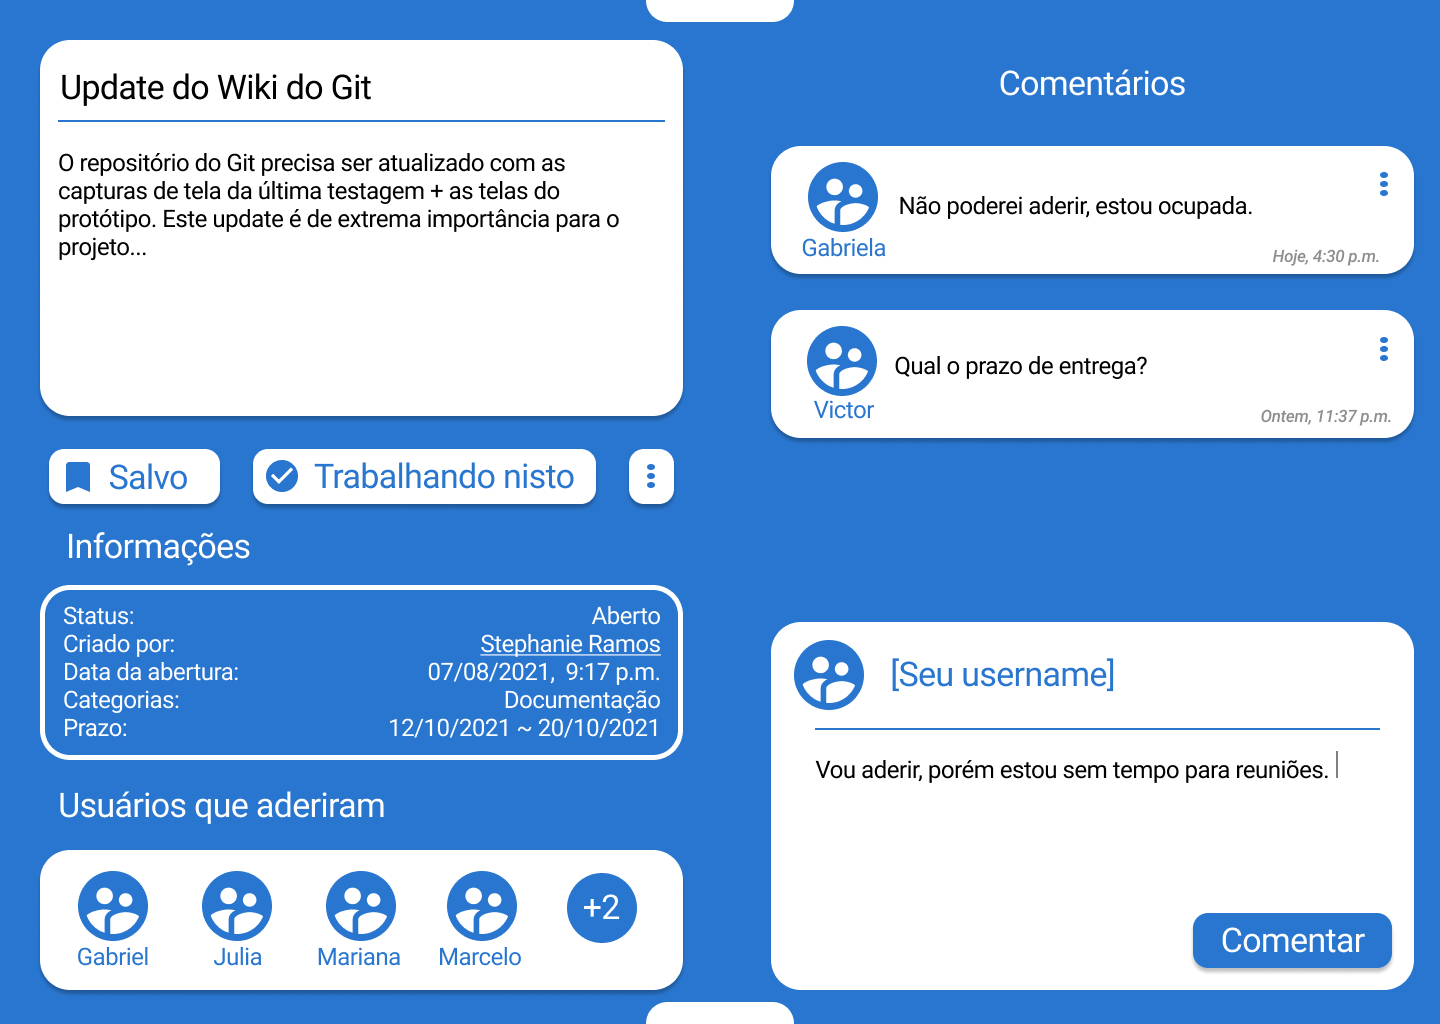 Update do Wiki do Git
O repositório do Git precisa ser atualizado com as
capturas de tela da última testagem + as telas do
protótipo. Este update é de extrema importância para o
projeto...
Salvo
Trabalhando nisto
Informações
Status: Aberto
Criado por: Stephanie Ramos
Data da abertura: 07/08/2021, 9:17 p.m.
Categorias: Documentação
Prazo: 12/10/2021 ~ 20/10/2021
Usuários que aderiram
Gabriel
Julia
Mariana
Marcelo
+2
Comentários
Não poderei aderir, estou ocupada.
Gabriela
Hoje, 4:30 p.m.
Qual o prazo de entrega?
Victor
Ontem, 11:37 p.m.
[Seu username]
Vou aderir, porém estou sem tempo para reuniões.
Comentar